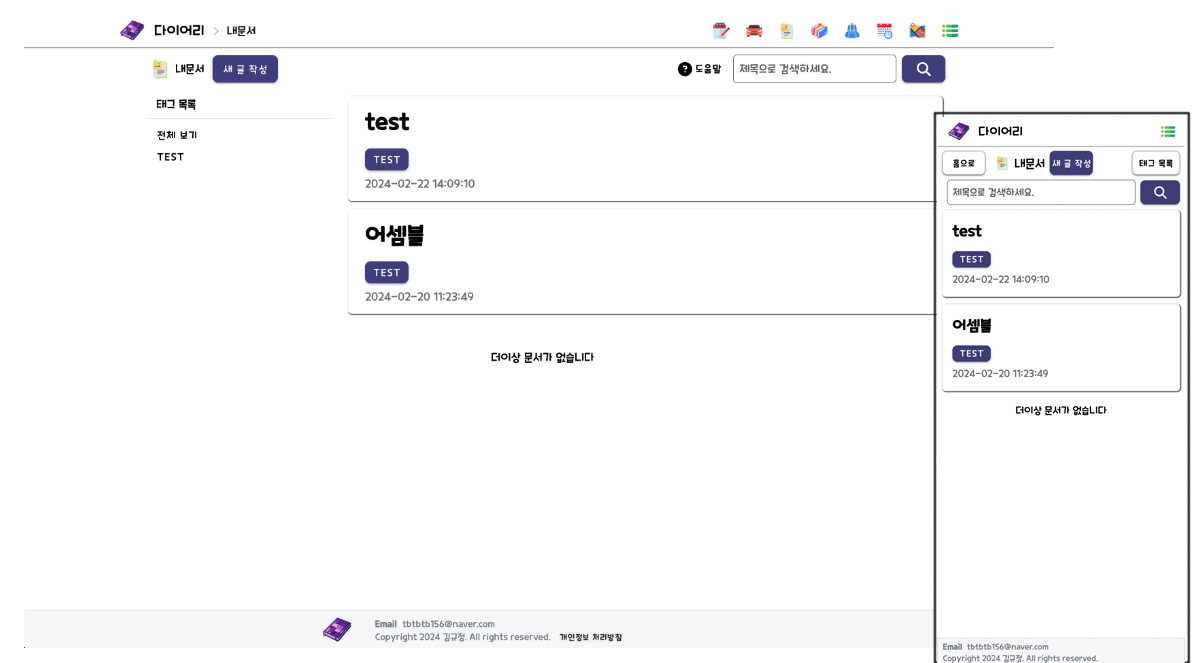 다이어리 > 내문서
내문서 새 글 작성
도움말 제목으로 검색하세요.
태그 목록
전체 보기
TEST
test
TEST
2024-02-22 14:09:10
어셈블
TEST
2024-02-20 11:23:49
더이상 문서가 없습니다
Email tbtbtb156@naver.com
Copyright 2024 김규정. All rights reserved. 개인정보 처리방침
다이어리
홈으로 내문서 새 글 작성 태그 목록
제목으로 검색하세요.
test
TEST
2024-02-22 14:09:10
어셈블
TEST
2024-02-20 11:23:49
더이상 문서가 없습니다
Email tbtbtb156@naver.com
Copyright 2024 김규정. All rights reserved.